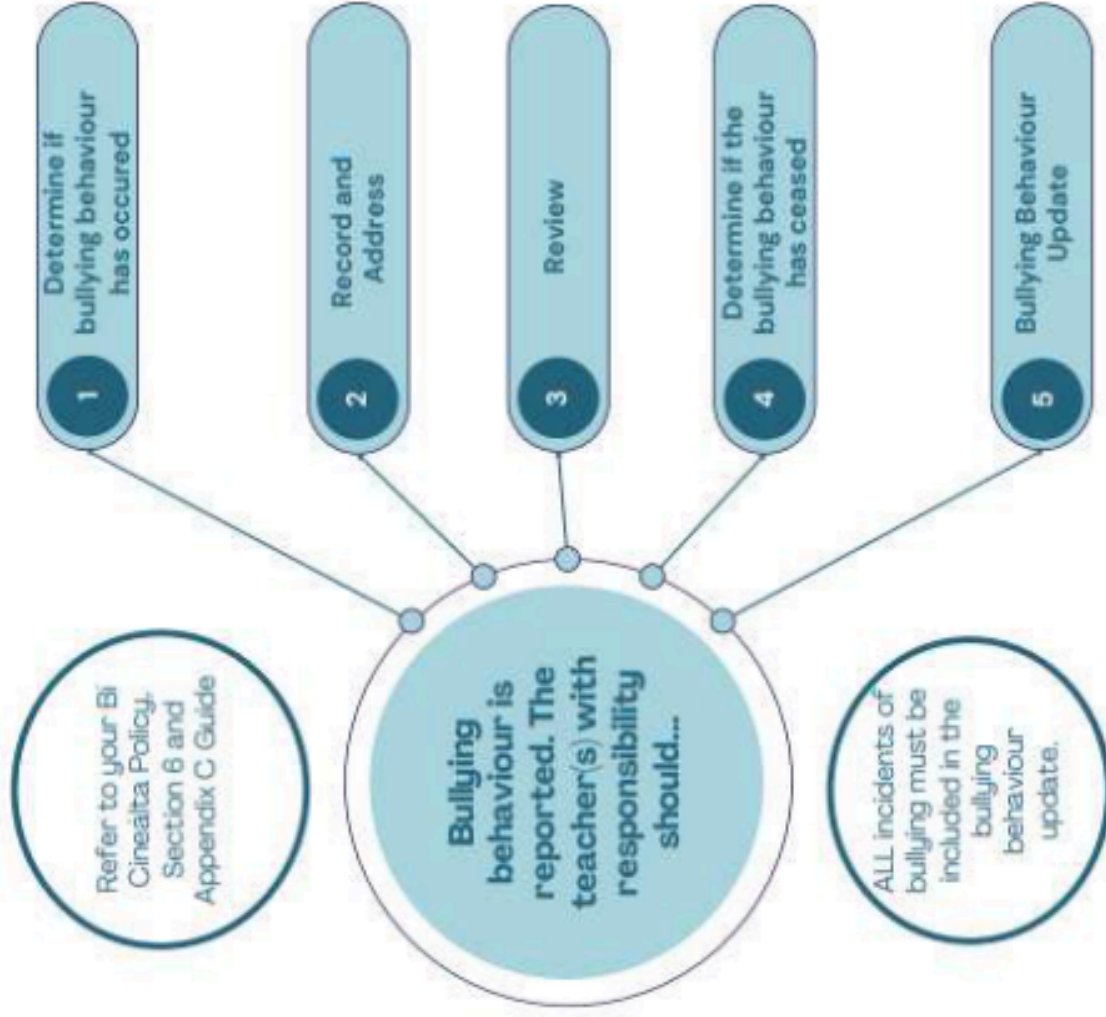 Refer to your Bi
Cinealta Policy,
Section 6 and
Appendix C Guide
Bullying
behaviour is
reported. The
teacher(s) with
responsibility
should...
ALL incidents of
bullying must be
included in the
bullying
behaviour
update.
1
Determine if
bullying behaviour
has occured
2
Record and
Address
3
Review
4
Determine if the
bullying behaviour
has ceased
5
Bullying Behaviour
Update